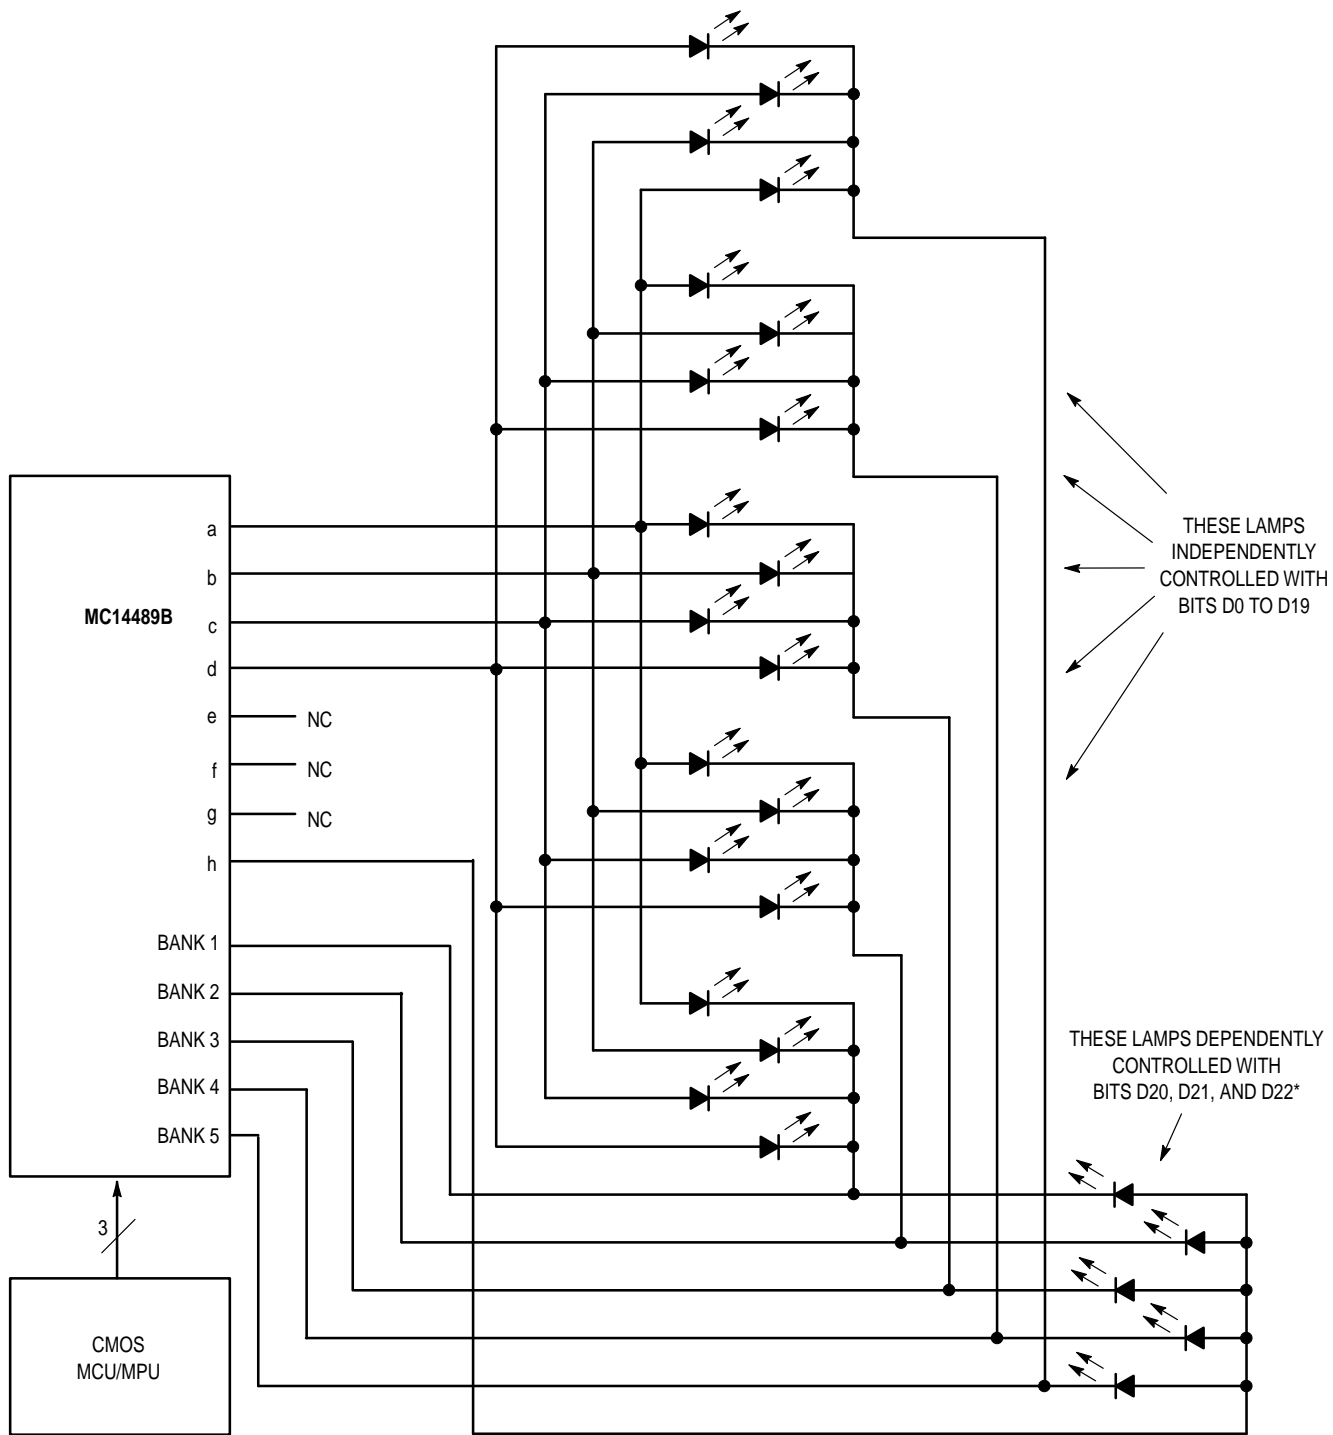 a
b
MC14489B
c
d
e
NC
f
NC
g
NC
h
BANK 1
BANK 2
BANK 3
BANK 4
BANK 5
3
CMOS
MCU/MPU
THESE LAMPS
INDEPENDENTLY
CONTROLLED WITH
BITS D0 TO D19
THESE LAMPS DEPENDENTLY
CONTROLLED WITH
BITS D20, D21, AND D22*